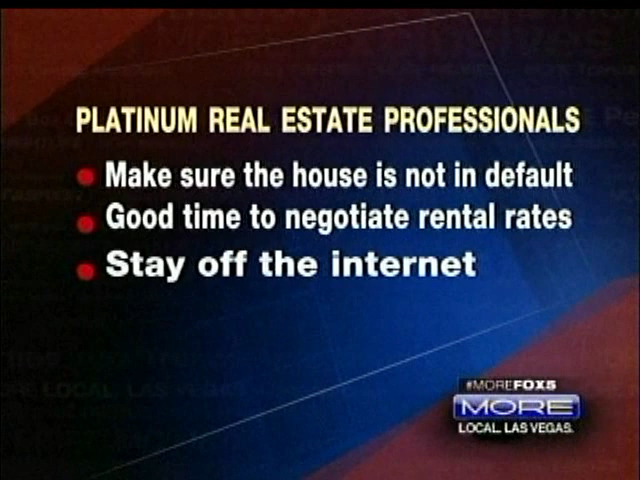 PLATINUM REAL ESTATE PROFESSIONALS
Make sure the house is not in default
Good time to negotiate rental rates
Stay off the internet
#MOREFOX5
MORE
LOCAL. LAS VEGAS.